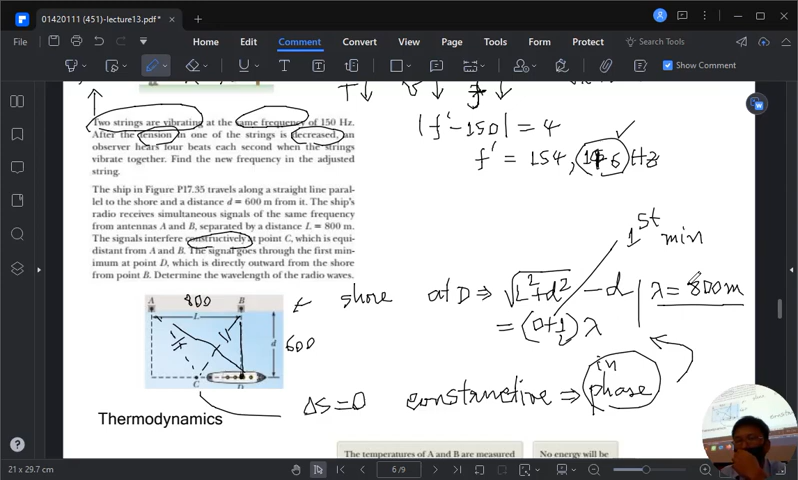 01420111 (451)-lecture13.pdf*
File
Home
Comment
Convert
Form
Protect
Search Tools
Show Comment
|f'-150| = 4
f' = 154, 146 Hz
Two strings are vibrating at the same frequency of 150 Hz.
After the tension in one of the strings is decreased, an
observer hears four beats each second when the strings
vibrate together. Find the new frequency in the adjusted
string.
The ship in Figure P17.35 travels along a straight line paral-
lel to the shore and a distance d = 600 m from it. The ship's
radio receives simultaneous signals of the same frequency
from antennas A and B, separated by a distance L = 800 m.
The signals interfere constructively at point C, which is equi-
distant from A and B. The signal goes through the first min-
imum at point D, which is directly outward from the shore
from point B. Determine the wavelength of the radio waves.
1st min
A 800 B
L
d
600
C D
shore at D ⇒ √L²+d² - d
λ = 800 m
= (0+1/2) λ
Δs = 0 constructive ⇒ in phase
Thermodynamics
The temperatures of A and B are measured
No energy will be
21 x 29.7 cm
6 / 9